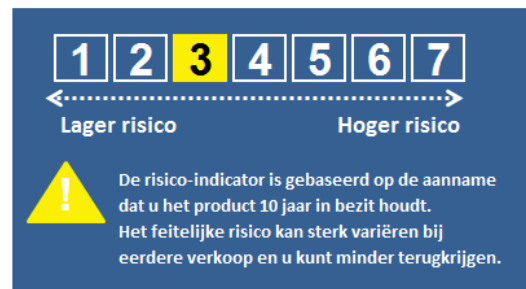 1 2 3 4 5 6 7
Lager risico Hoger risico
! De risico-indicator is gebaseerd op de aanname
dat u het product 10 jaar in bezit houdt.
Het feitelijke risico kan sterk variëren bij
eerdere verkoop en u kunt minder terugkrijgen.